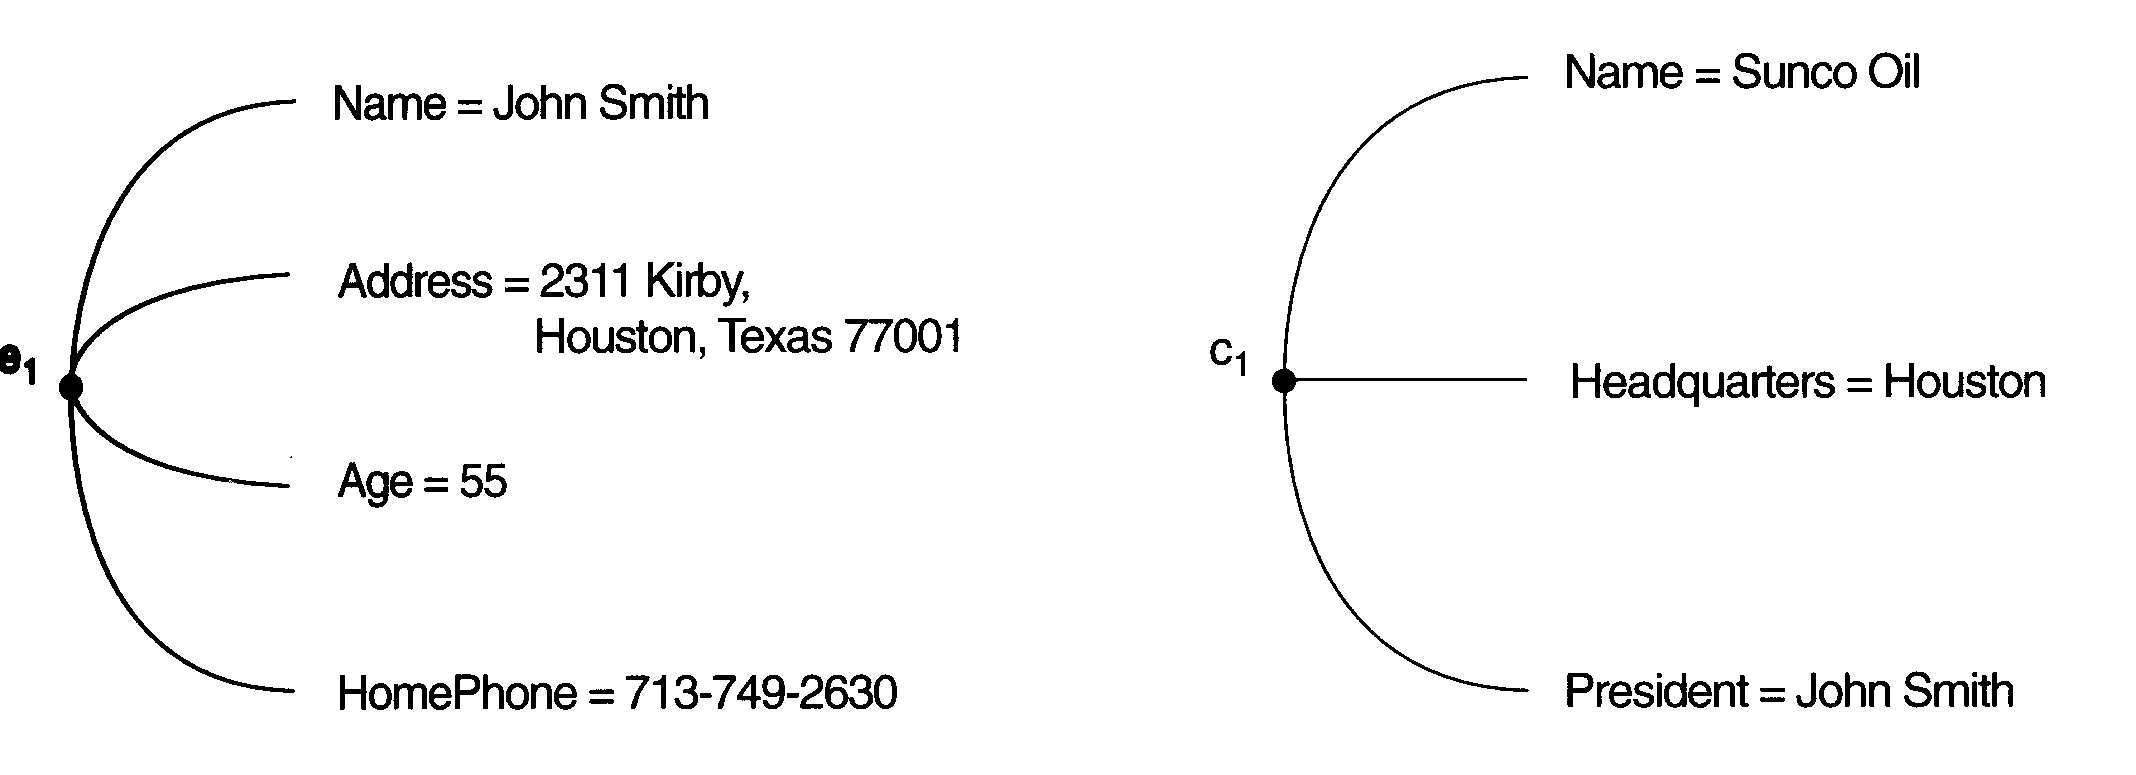 Name = John Smith
Address = 2311 Kirby,
Houston, Texas 77001
e1
Age = 55
HomePhone = 713-749-2630
Name = Sunco Oil
c1
Headquarters = Houston
President = John Smith